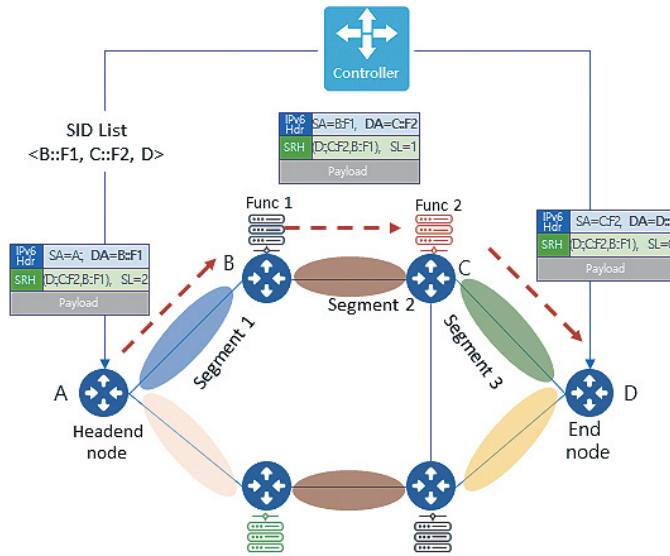 Controller
SID List
<B::F1, C::F2, D>
IPv6 Hdr SA=B:F1, DA=C:F2
SRH (D:;C:F2,B:F1), SL=1
Payload
Func 1
Func 2
IPv6 Hdr SA=A; DA=B:F1
SRH (D:;C:F2,B:F1), SL=2
Payload
IPv6 Hdr SA=C:F2, DA=D::
SRH (D:;C:F2,B:F1),
Payload
B
C
Segment 1
Segment 2
Segment 3
A
D
Headend
node
End
node